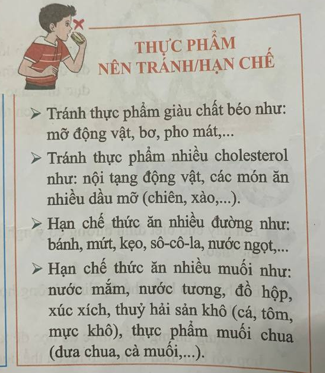 THỰC PHẨM
NÊN TRÁNH/HẠN CHẾ
➢ Tránh thực phẩm giàu chất béo như:
mỡ động vật, bơ, pho mát,...
➢ Tránh thực phẩm nhiều cholesterol
như: nội tạng động vật, các món ăn
nhiều dầu mỡ (chiên, xào,...).
➢ Hạn chế thức ăn nhiều đường như:
bánh, mứt, kẹo, sô-cô-la, nước ngọt,...
➢ Hạn chế thức ăn nhiều muối như:
nước mắm, nước tương, đồ hộp,
xúc xích, thuỷ hải sản khô (cá, tôm,
mực khô), thực phẩm muối chua
(dưa chua, cà muối,...).